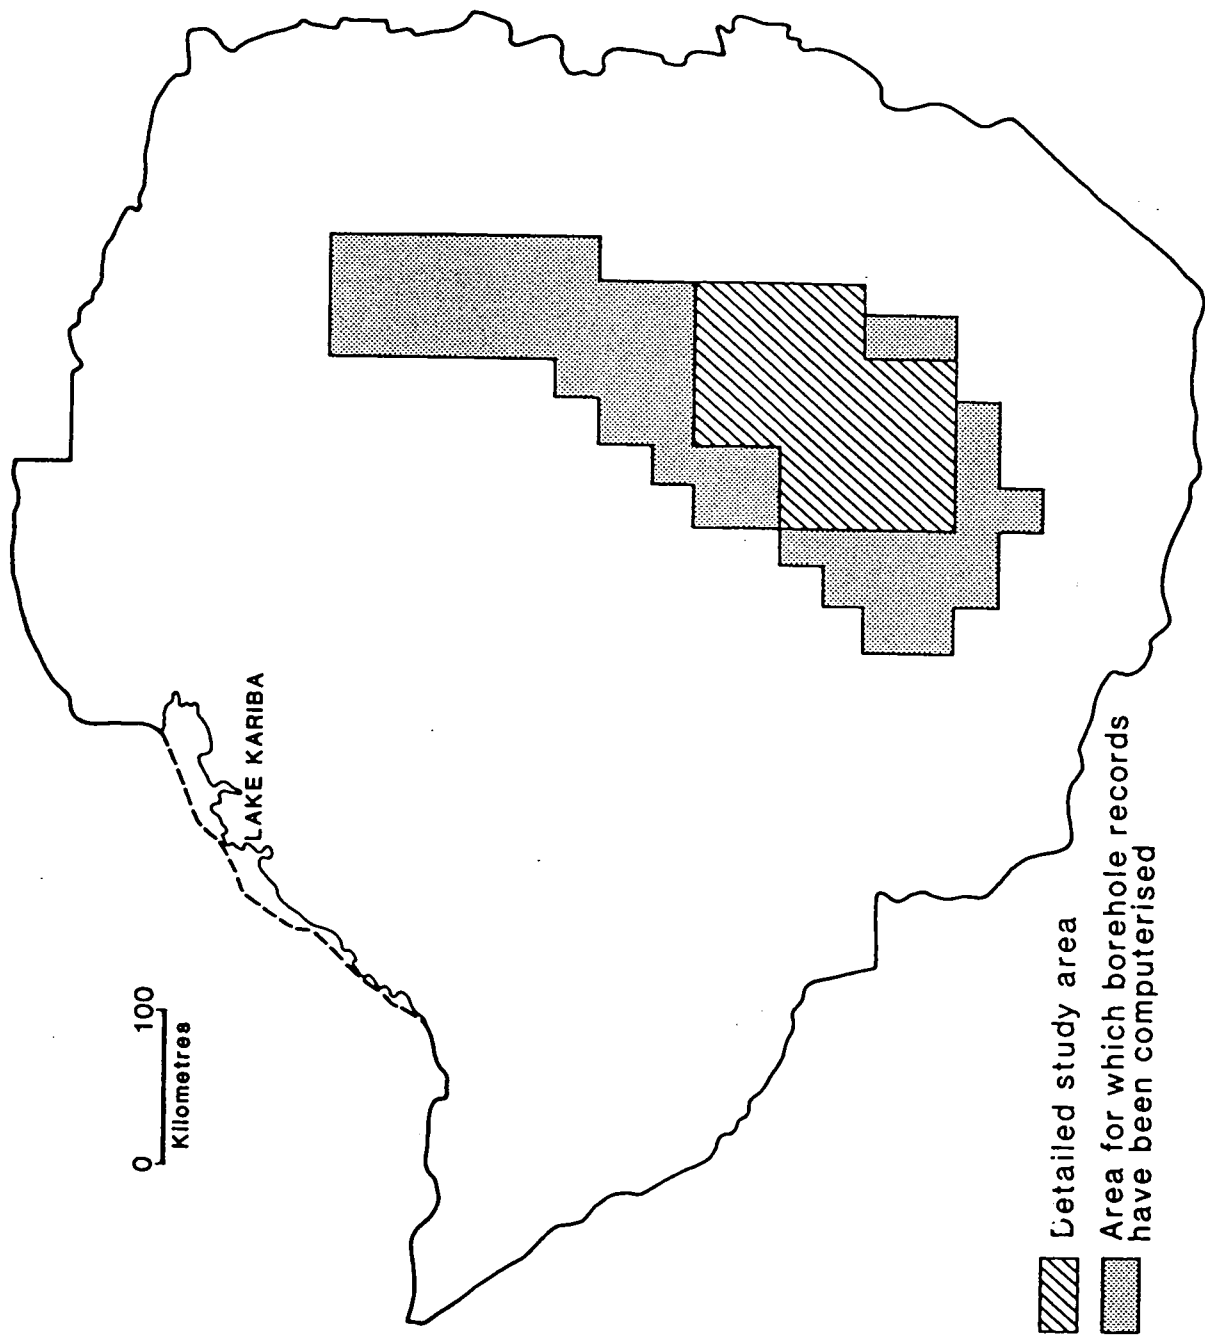 0 100
Kilometres
LAKE KARIBA
Detailed study area
Area for which borehole records
have been computerised